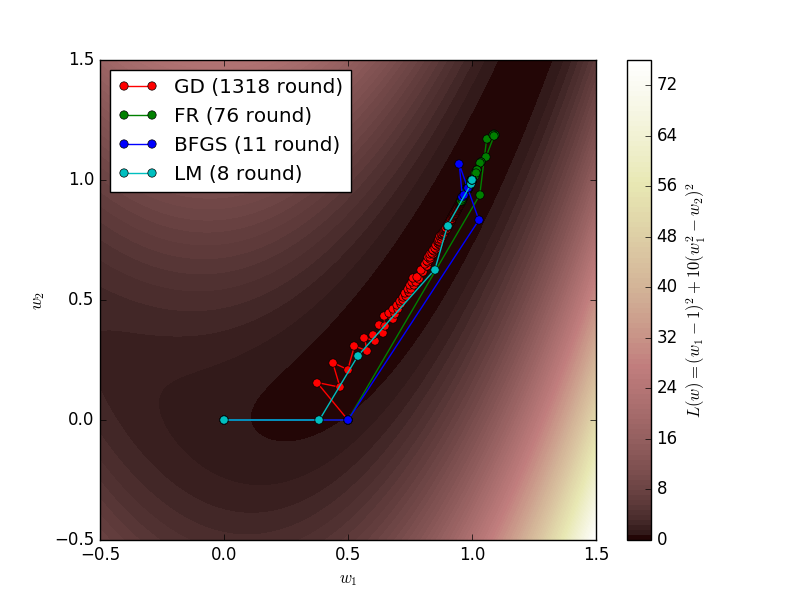 GD (1318 round)
FR (76 round)
BFGS (11 round)
LM (8 round)
1.5
1.0
0.5
0.0
−0.5
w₂
−0.5
0.0
0.5
1.0
1.5
w₁
72
64
56
48
40
32
24
16
8
0
L(w) = (w₁ − 1)² + 10(w₁² − w₂)²